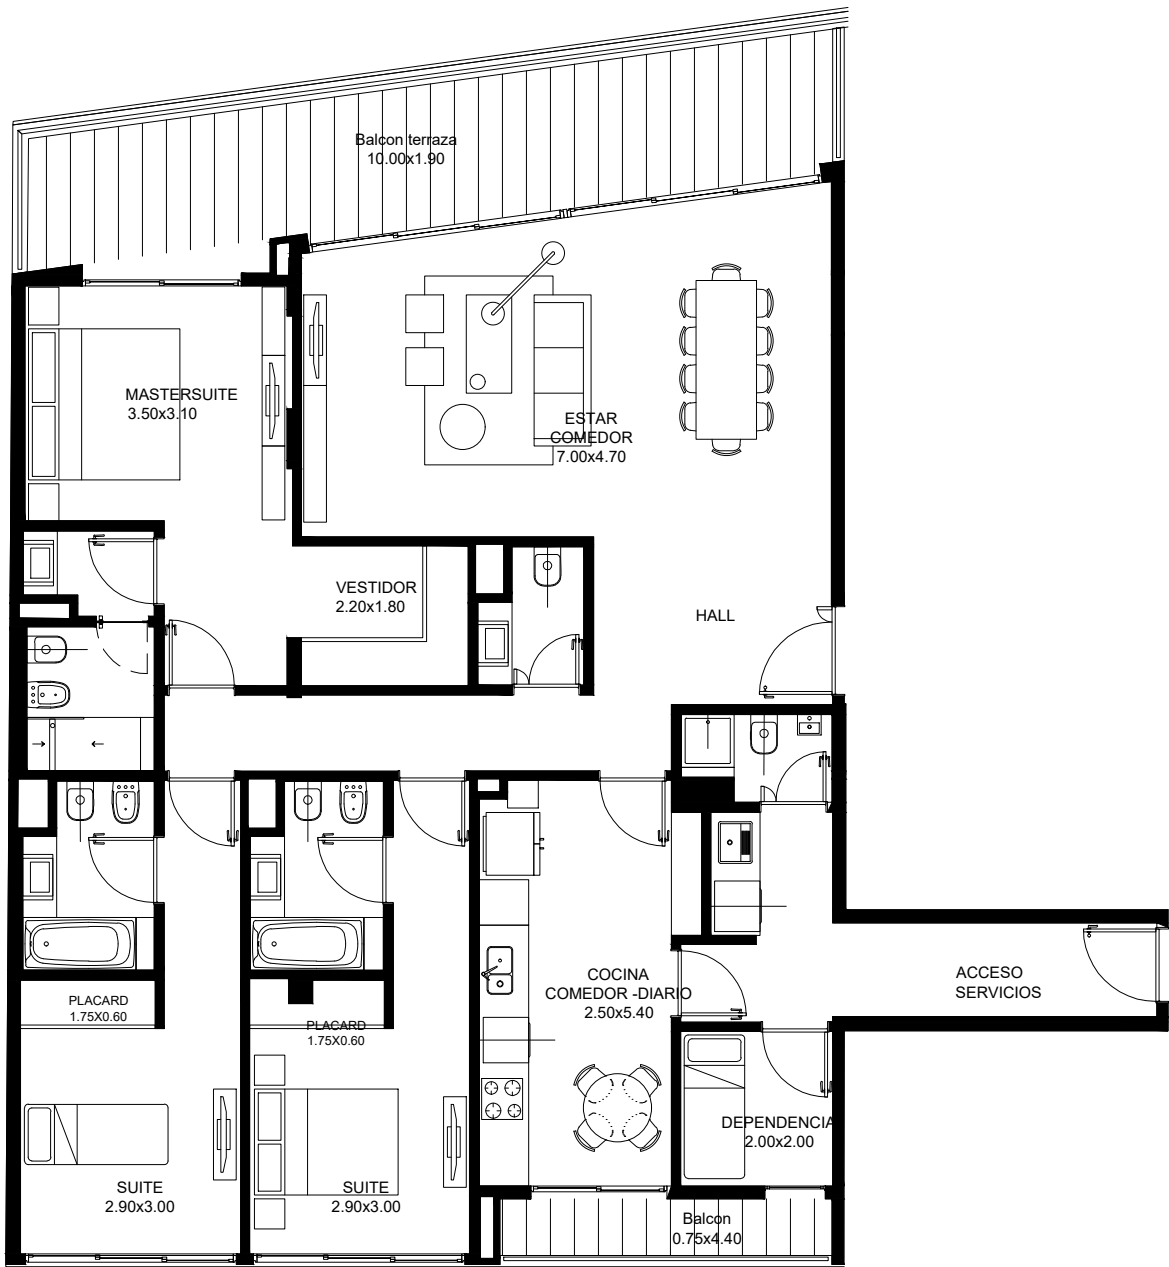 Balcon terraza
10.00x1.90
MASTERSUITE
3.50x3.10
ESTAR
COMEDOR
7.00x4.70
VESTIDOR
2.20x1.80
HALL
COCINA
COMEDOR -DIARIO
2.50x5.40
ACCESO
SERVICIOS
PLACARD
1.75X0.60
PLACARD
1.75X0.60
DEPENDENCIA
2.00x2.00
SUITE
2.90x3.00
SUITE
2.90x3.00
Balcon
0.75x4.40